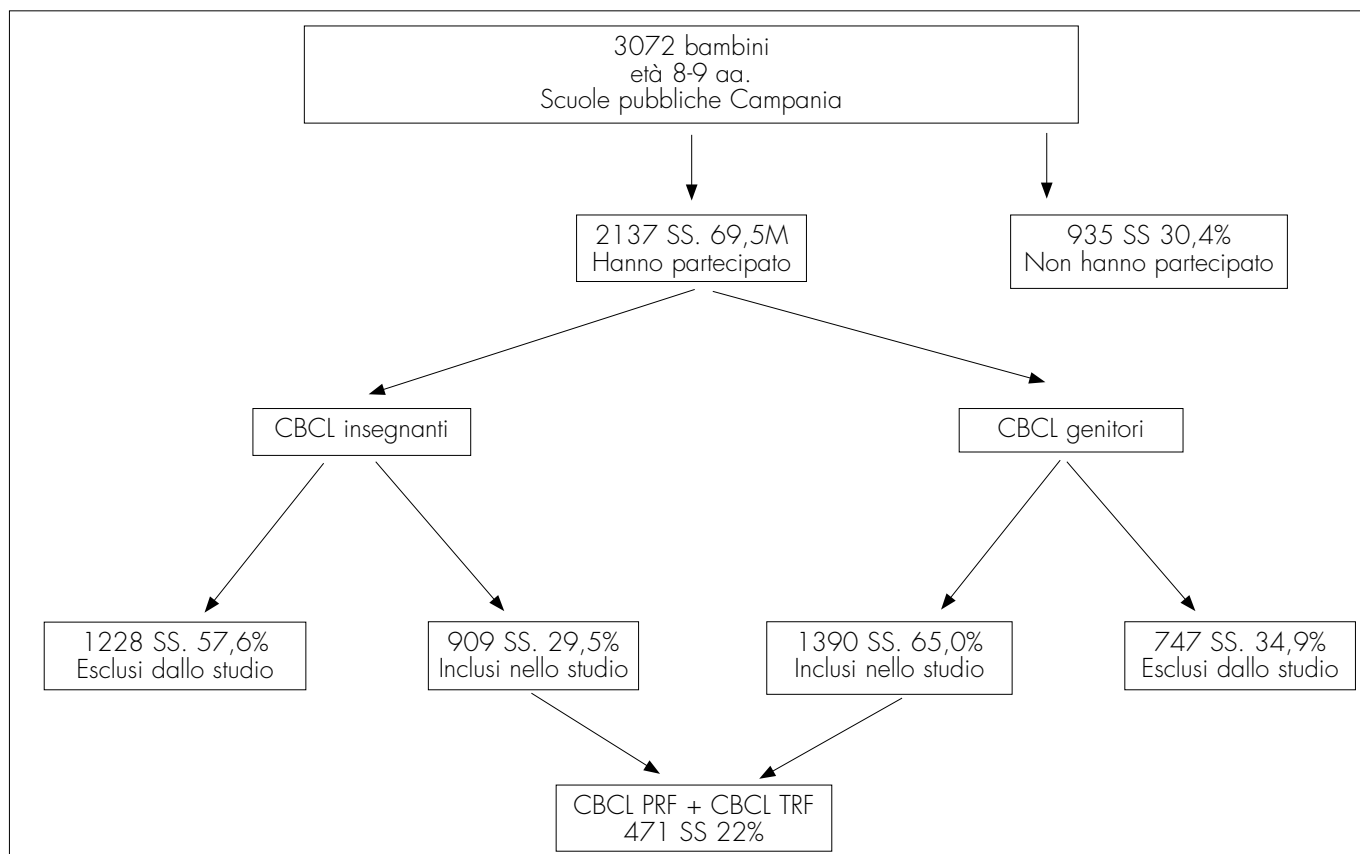 3072 bambini
età 8-9 aa.
Scuole pubbliche Campania
2137 SS. 69,5M
Hanno partecipato
935 SS 30,4%
Non hanno partecipato
CBCL insegnanti
CBCL genitori
1228 SS. 57,6%
Esclusi dallo studio
909 SS. 29,5%
Inclusi nello studio
1390 SS. 65,0%
Inclusi nello studio
747 SS. 34,9%
Esclusi dallo studio
CBCL PRF + CBCL TRF
471 SS 22%